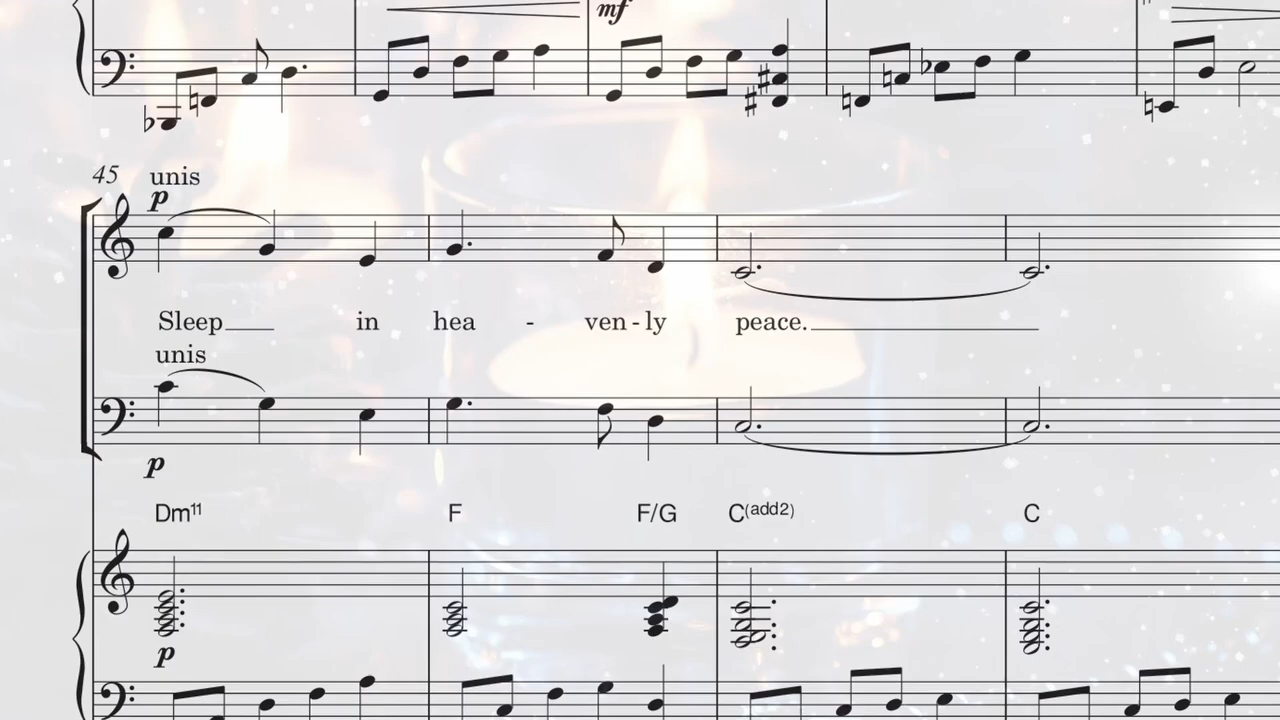 mf
45 unis
p
Sleep in hea - ven - ly peace.
unis
p
Dm11 F F/G C(add2) C
p